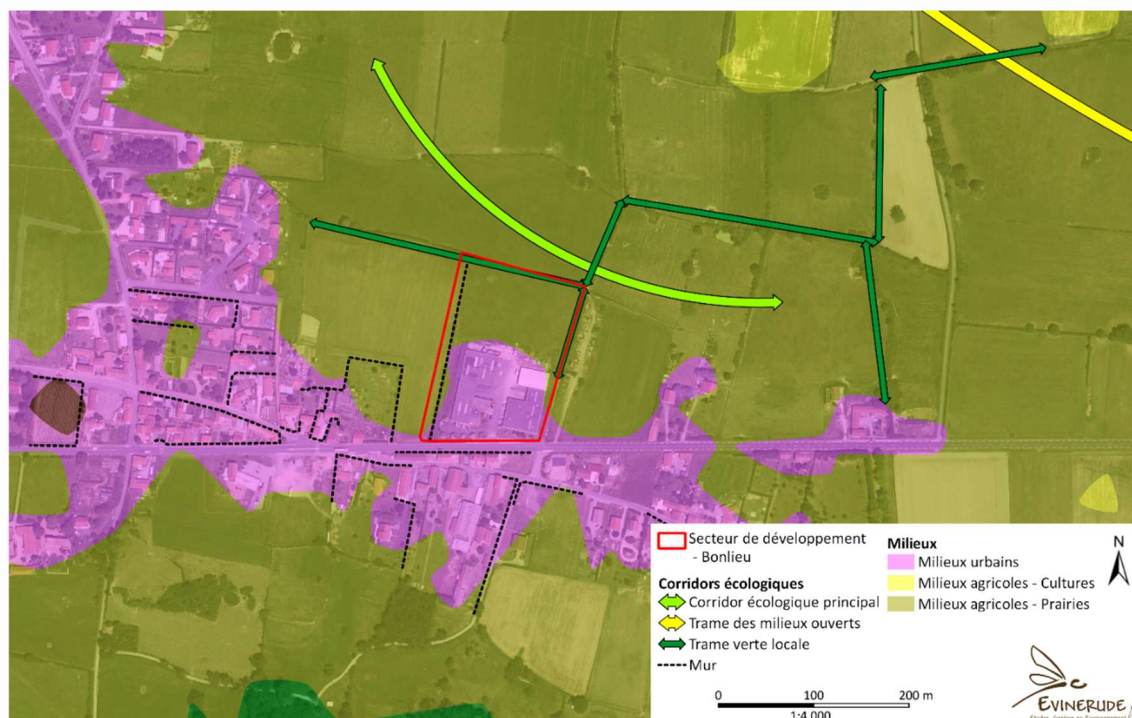 Secteur de développement
- Bonlieu
Corridors écologiques
Corridor écologique principal
Trame des milieux ouverts
Trame verte locale
Mur
Milieux
Milieux urbains
Milieux agricoles - Cultures
Milieux agricoles - Prairies
N
0 100 200 m
1:4 000
EVINERUDE